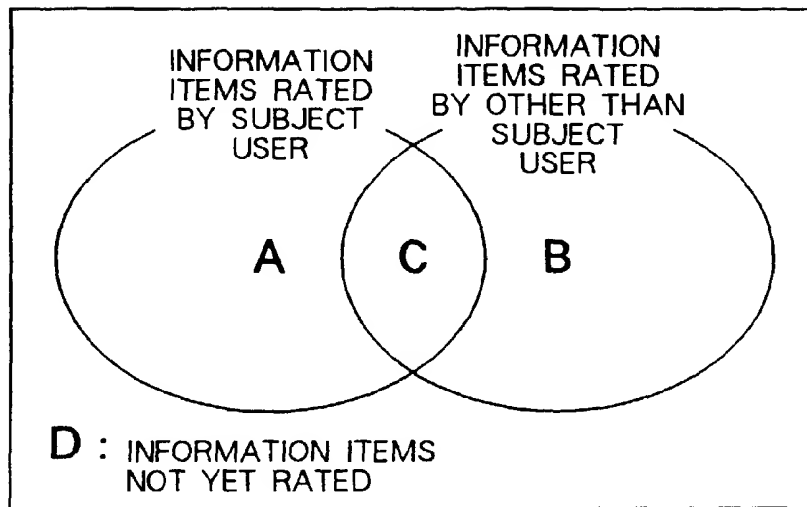 INFORMATION
ITEMS RATED
BY SUBJECT
USER
INFORMATION
ITEMS RATED
BY OTHER THAN
SUBJECT
USER
A
C
B
D : INFORMATION ITEMS
NOT YET RATED